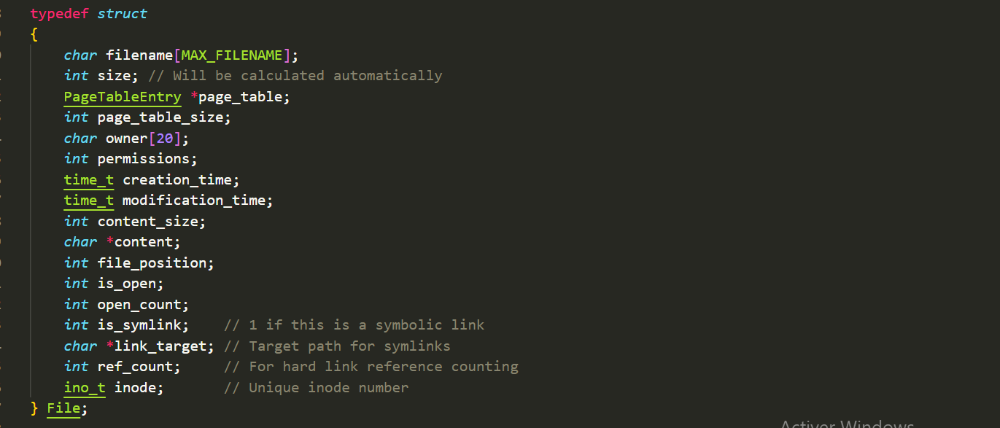 typedef struct
{
    char filename[MAX_FILENAME];
    int size; // Will be calculated automatically
    PageTableEntry *page_table;
    int page_table_size;
    char owner[20];
    int permissions;
    time_t creation_time;
    time_t modification_time;
    int content_size;
    char *content;
    int file_position;
    int is_open;
    int open_count;
    int is_symlink;    // 1 if this is a symbolic link
    char *link_target; // Target path for symlinks
    int ref_count;     // For hard link reference counting
    ino_t inode;       // Unique inode number
} File;
Activer Windows